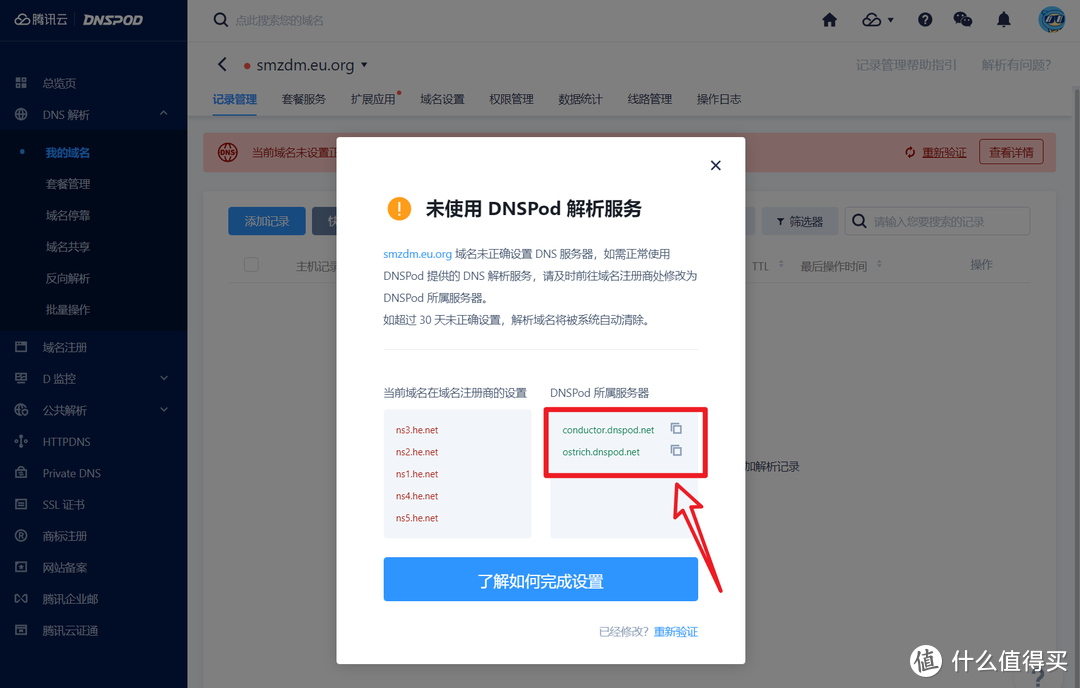 腾讯云 DNSPOD
点此搜索您的域名
总览页
DNS 解析
我的域名
套餐管理
域名停靠
域名共享
反向解析
批量操作
域名注册
D 监控
公共解析
HTTPDNS
Private DNS
SSL 证书
商标注册
网站备案
腾讯企业邮
腾讯云证通
smzdm.eu.org
记录管理帮助指引 解析有问题?
记录管理 套餐服务 扩展应用 域名设置 权限管理 数据统计 线路管理 操作日志
DNS 当前域名未设置正
重新验证 查看详情
添加记录
筛选器 请输入您要搜索的记录
主机记录
TTL 最后操作时间 操作
加解析记录
未使用 DNSPod 解析服务
smzdm.eu.org 域名未正确设置 DNS 服务器，如需正常使用
DNSPod 提供的 DNS 解析服务，请及时前往域名注册商处修改为
DNSPod 所属服务器。
如超过 30 天未正确设置，解析域名将被系统自动清除。
当前域名在域名注册商的设置
ns3.he.net
ns2.he.net
ns1.he.net
ns4.he.net
ns5.he.net
DNSPod 所属服务器
conductor.dnspod.net
ostrich.dnspod.net
了解如何完成设置
已经修改? 重新验证
值 什么值得买